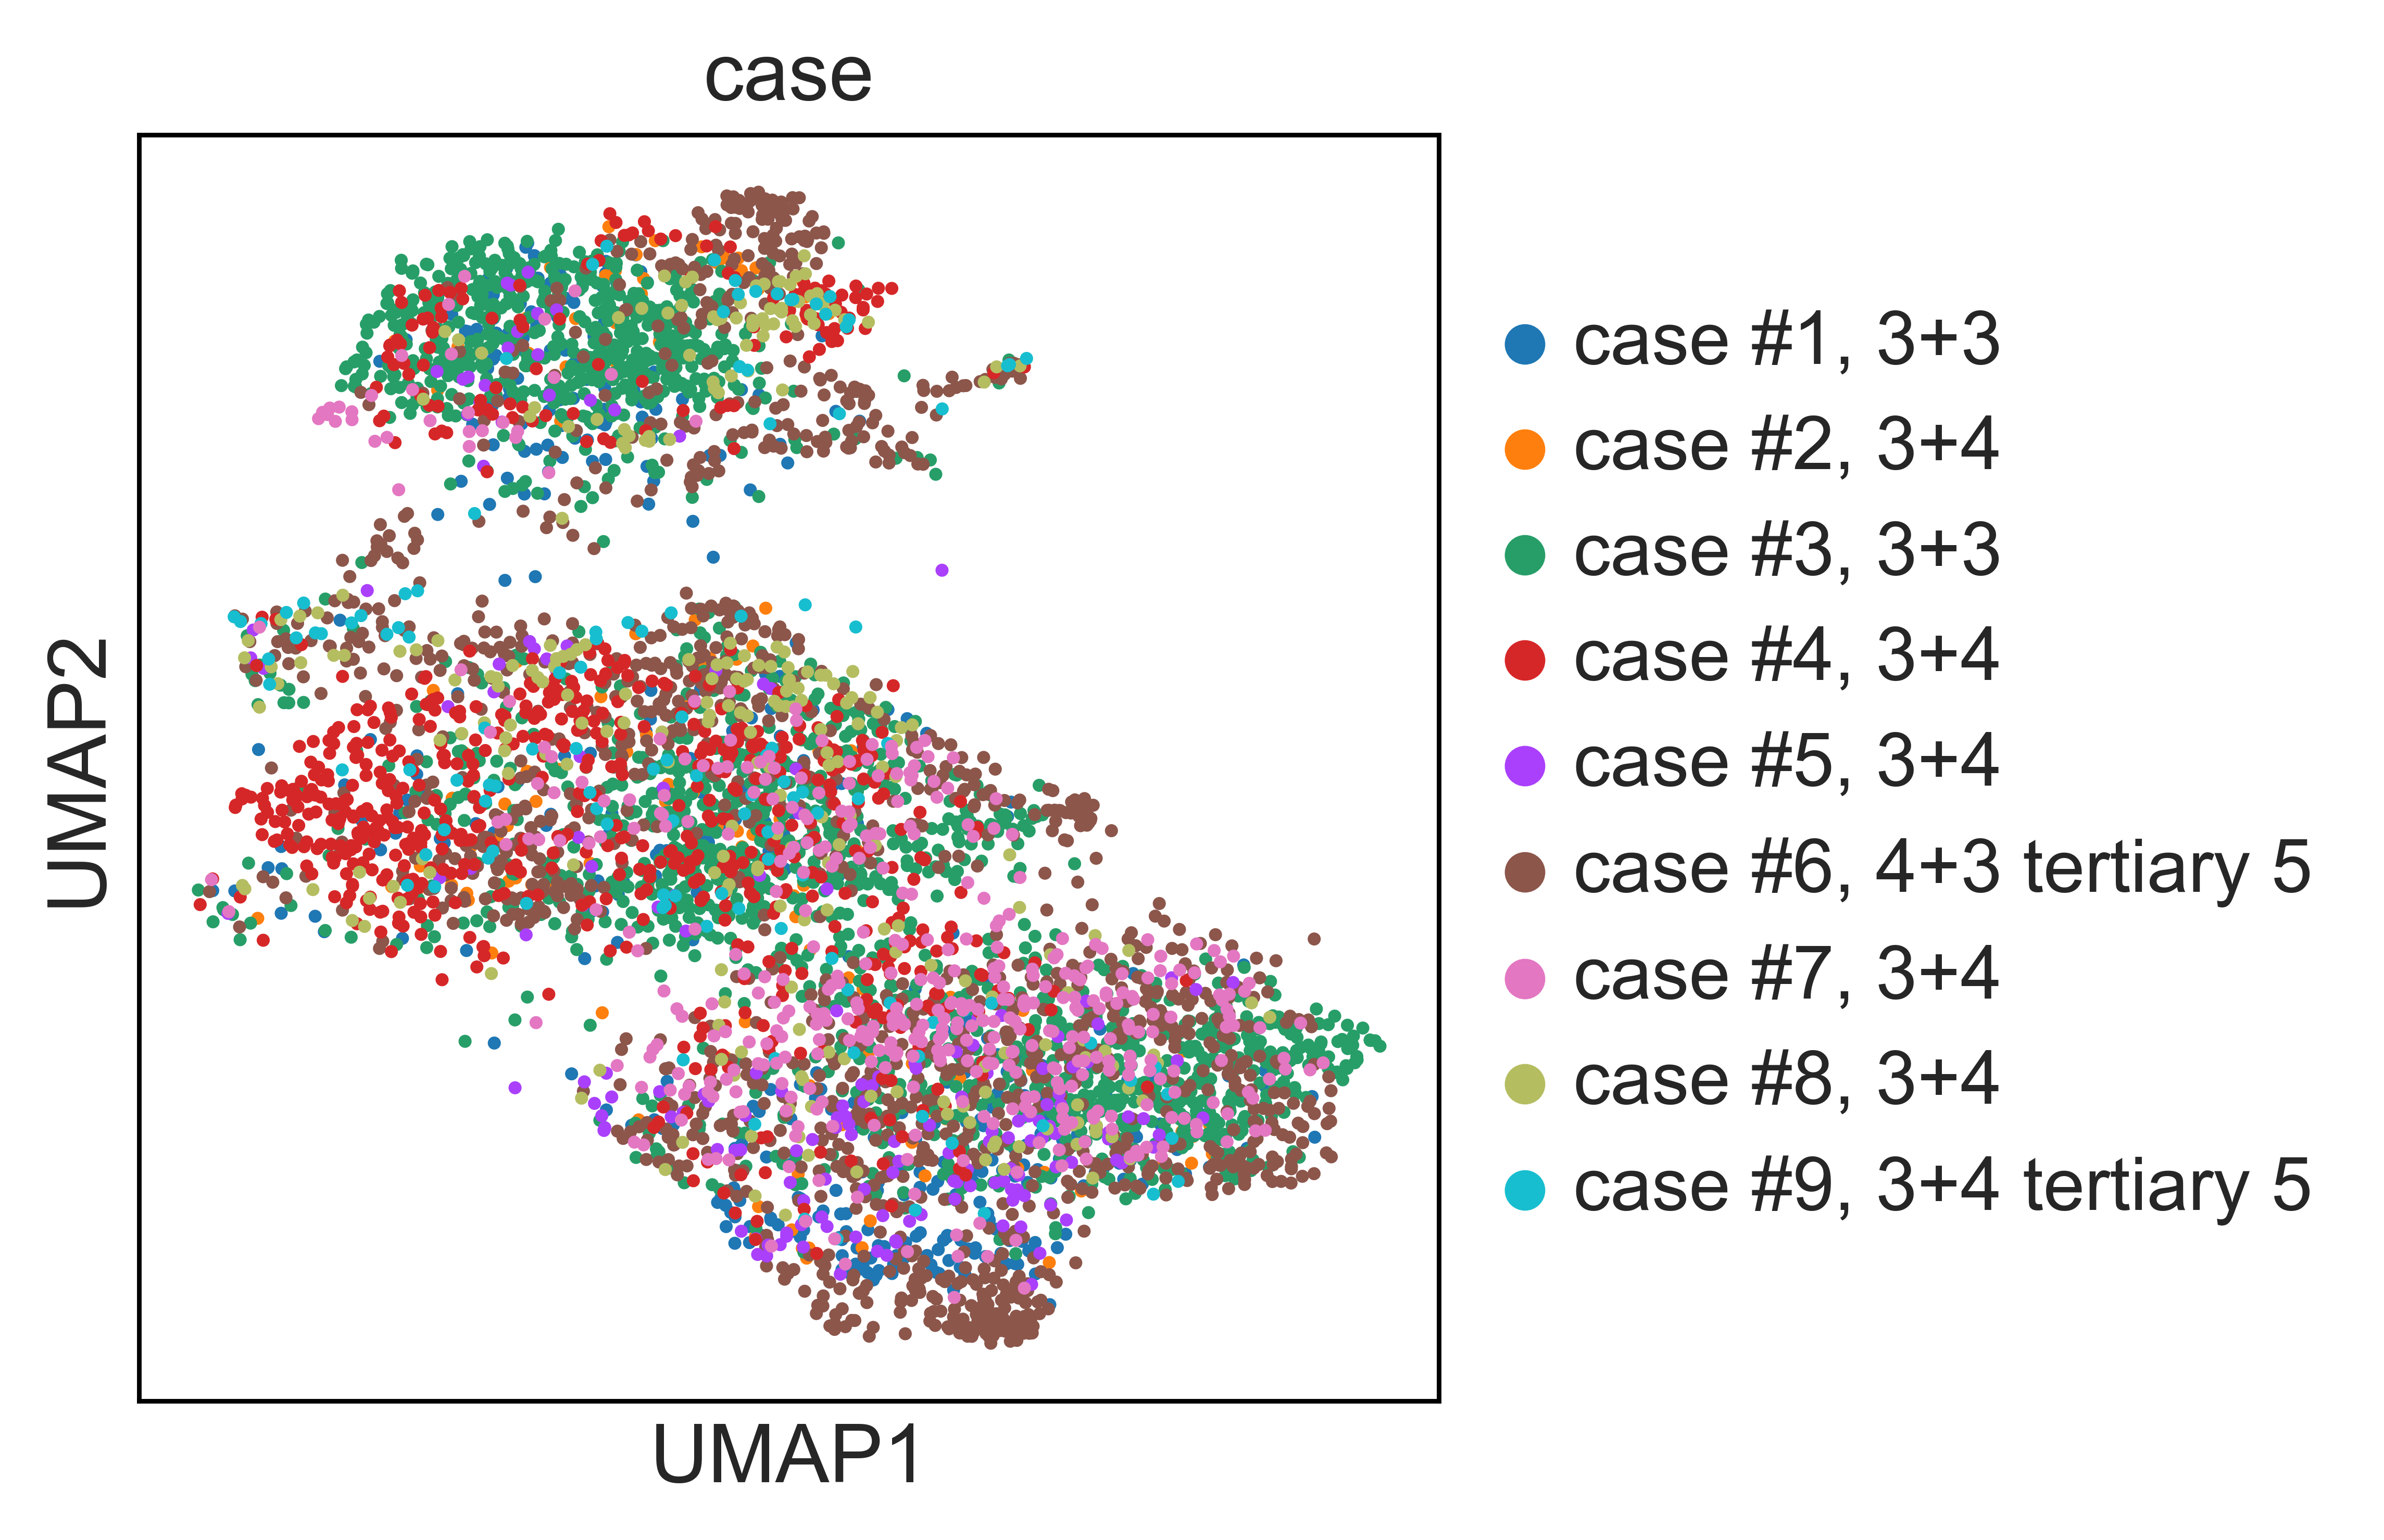 case
UMAP2
UMAP1
case #1, 3+3
case #2, 3+4
case #3, 3+3
case #4, 3+4
case #5, 3+4
case #6, 4+3 tertiary 5
case #7, 3+4
case #8, 3+4
case #9, 3+4 tertiary 5